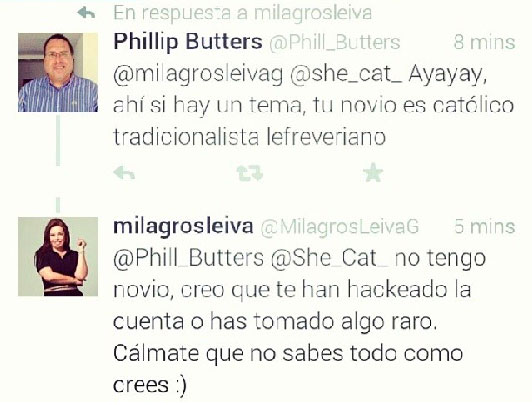 En respuesta a milagrosleiva
Phillip Butters @Phill_Butters 8 mins
@milagrosleivag @she_cat_ Ayayay,
ahí si hay un tema, tu novio es católico
tradicionalista lefreveriano
milagrosleiva @MilagrosLeivaG 5 mins
@Phill_Butters @She_Cat_ no tengo
novio, creo que te han hackeado la
cuenta o has tomado algo raro.
Cálmate que no sabes todo como
crees :)